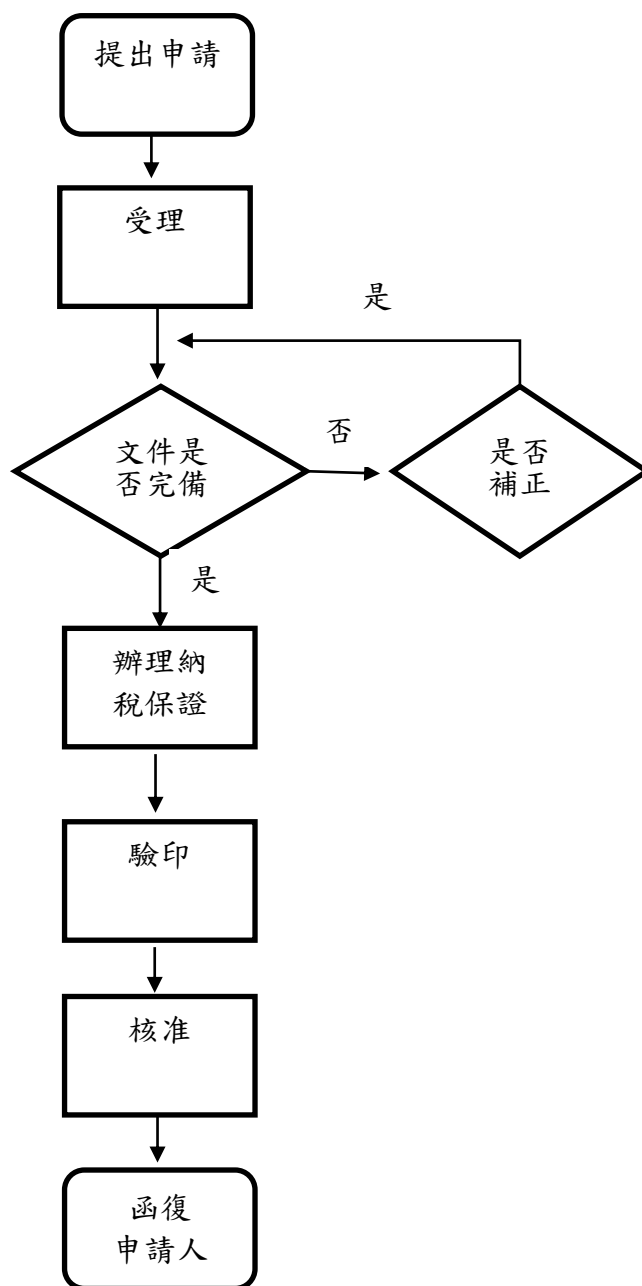 提出申請
受理
是
文件是
否完備
否
是否
補正
是
辦理納
稅保證
驗印
核准
函復
申請人